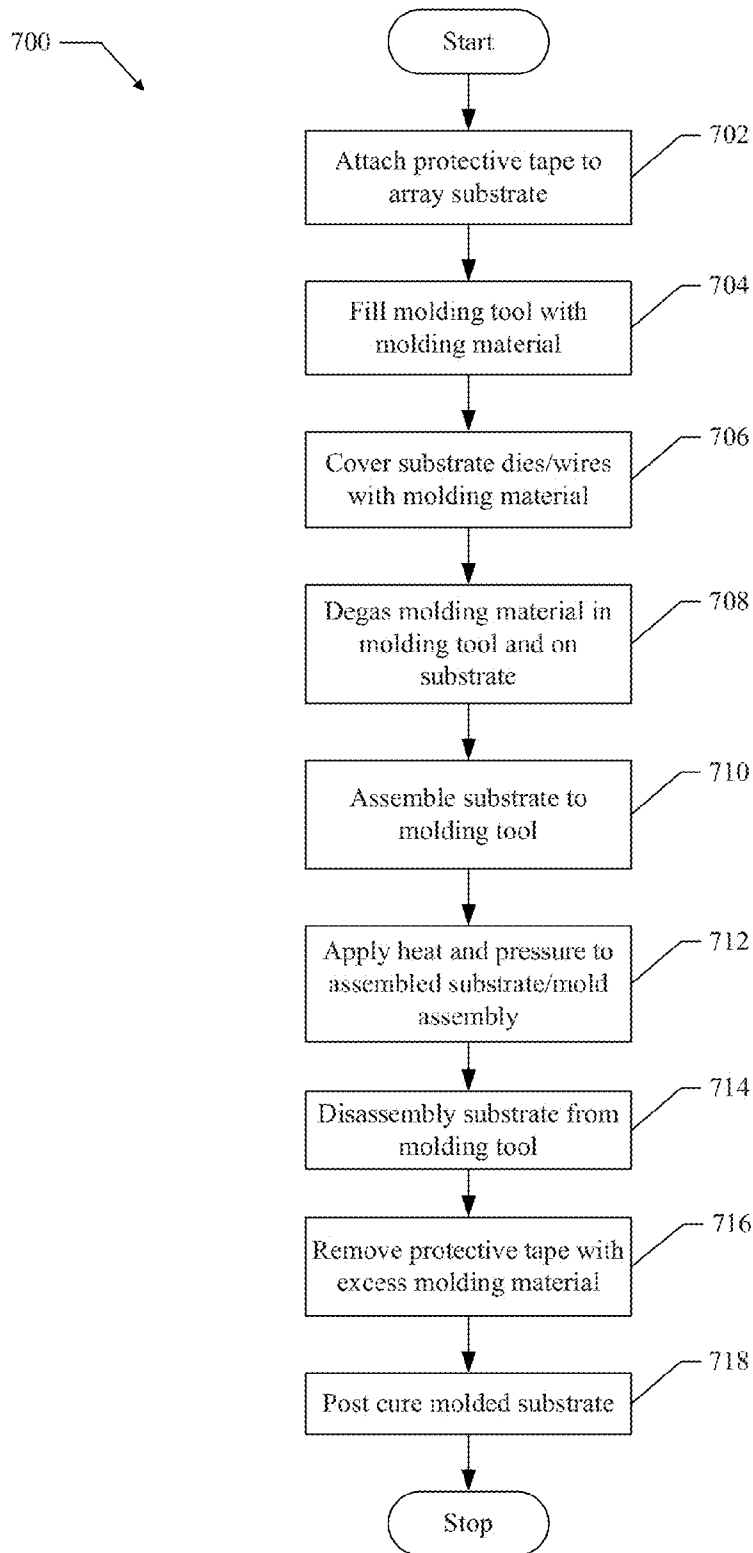 700
Start
702
Attach protective tape to
array substrate
704
Fill molding tool with
molding material
706
Cover substrate dies/wires
with molding material
708
Degas molding material in
molding tool and on
substrate
710
Assemble substrate to
molding tool
712
Apply heat and pressure to
assembled substrate/mold
assembly
714
Disassembly substrate from
molding tool
716
Remove protective tape with
excess molding material
718
Post cure molded substrate
Stop